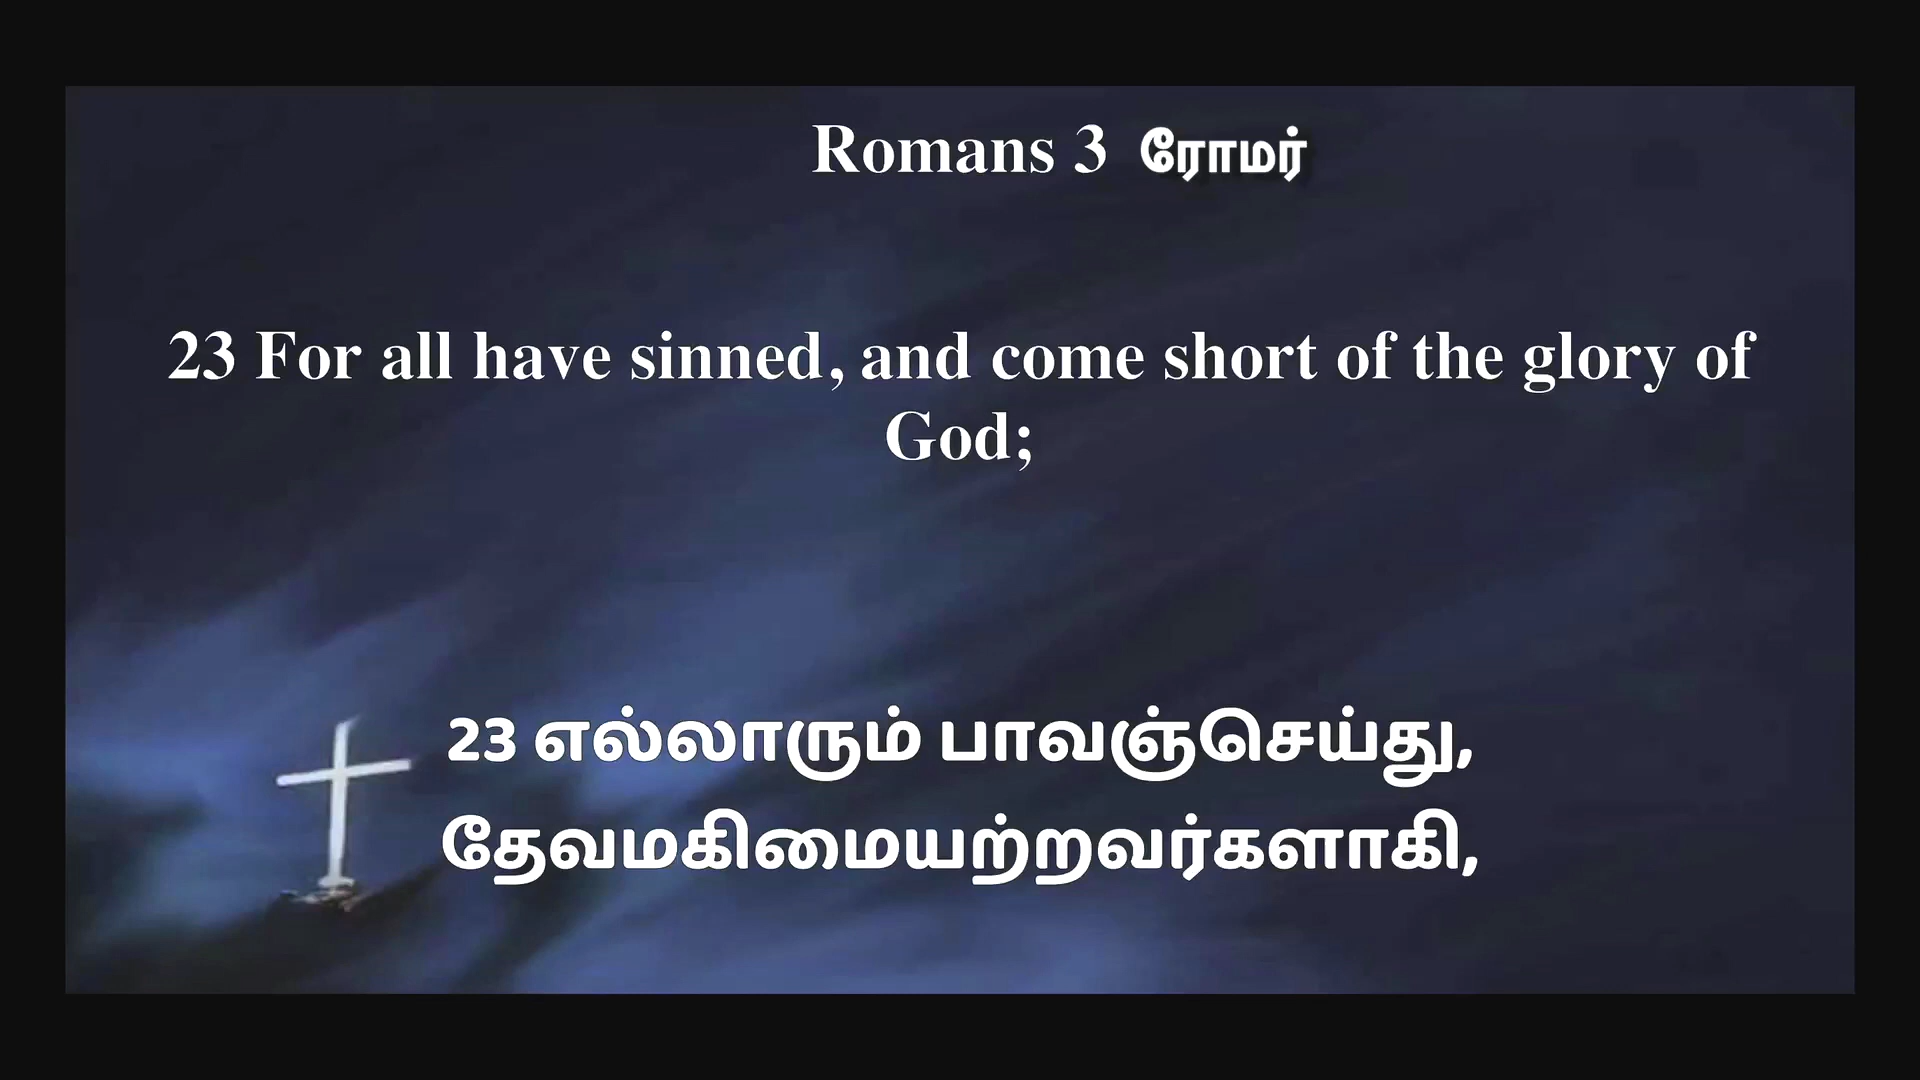 Romans 3 ரோமர்
23 For all have sinned, and come short of the glory of
God;
23 எல்லாரும் பாவஞ்செய்து,
தேவமகிமையற்றவர்களாகி,